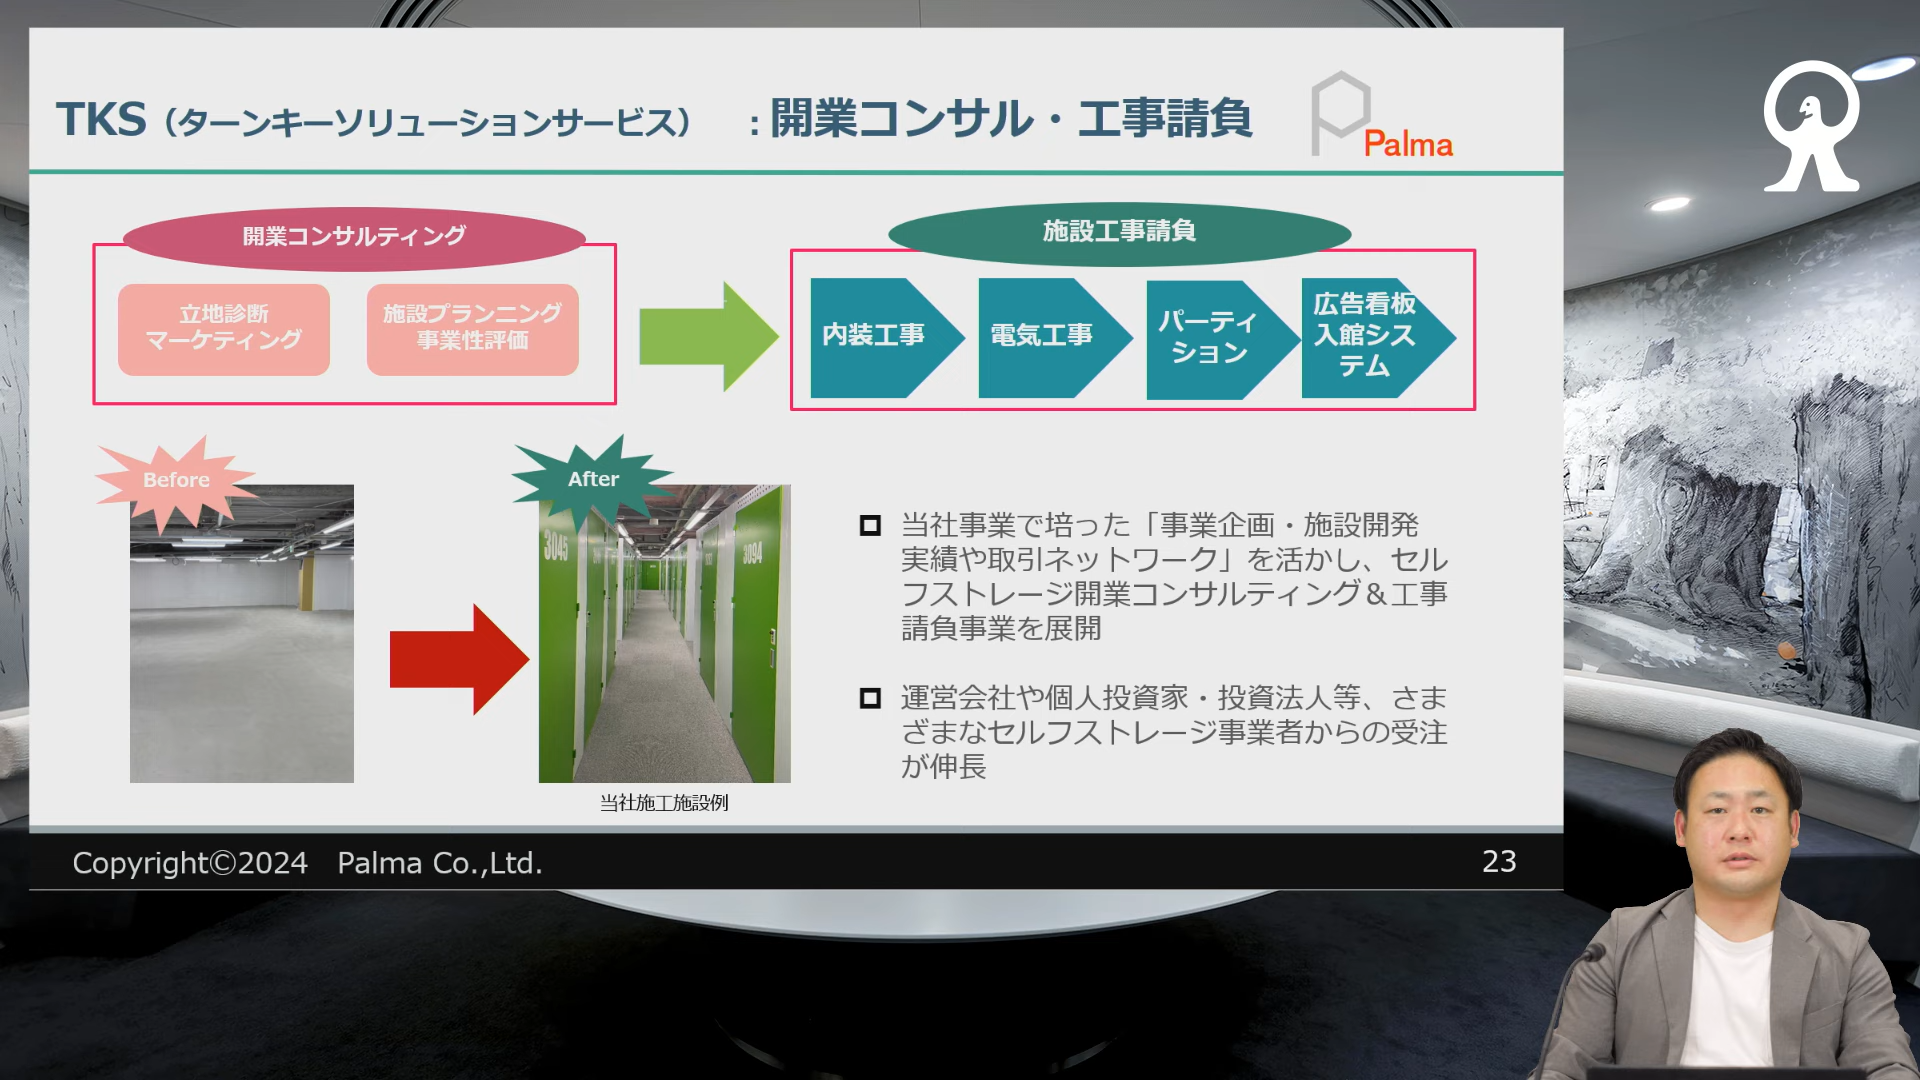 TKS（ターンキーソリューションサービス）　：開業コンサル・工事請負
Palma
開業コンサルティング
立地診断
マーケティング
施設プランニング
事業性評価
施設工事請負
内装工事
電気工事
パーティ
ション
広告看板
入館シス
テム
Before
After
3045
3094
当社施工施設例
当社事業で培った「事業企画・施設開発
実績や取引ネットワーク」を活かし、セル
フストレージ開業コンサルティング＆工事
請負事業を展開
運営会社や個人投資家・投資法人等、さま
ざまなセルフストレージ事業者からの受注
が伸長
Copyright©2024　Palma Co.,Ltd.
23